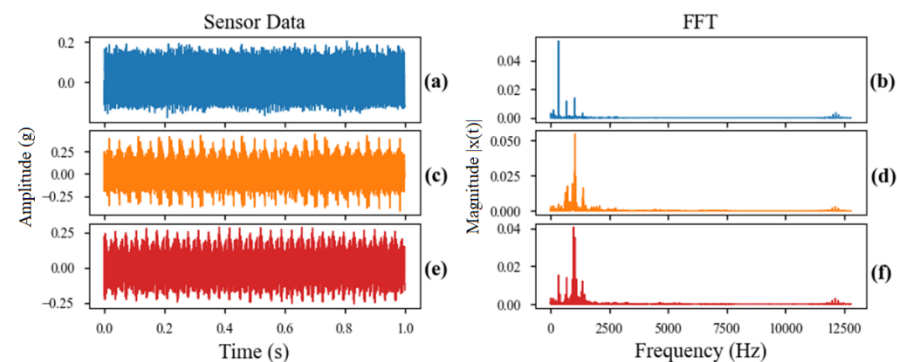 Sensor Data
FFT
Amplitude (g)
0.2
0.0
(a)
0.25
0.00
−0.25
(c)
0.25
0.00
−0.25
(e)
0.0
0.2
0.4
0.6
0.8
1.0
Time (s)
Magnitude |x(t)|
0.04
0.02
0.00
(b)
0.050
0.025
0.000
(d)
0.04
0.02
0.00
(f)
0
2500
5000
7500
10000
12500
Frequency (Hz)